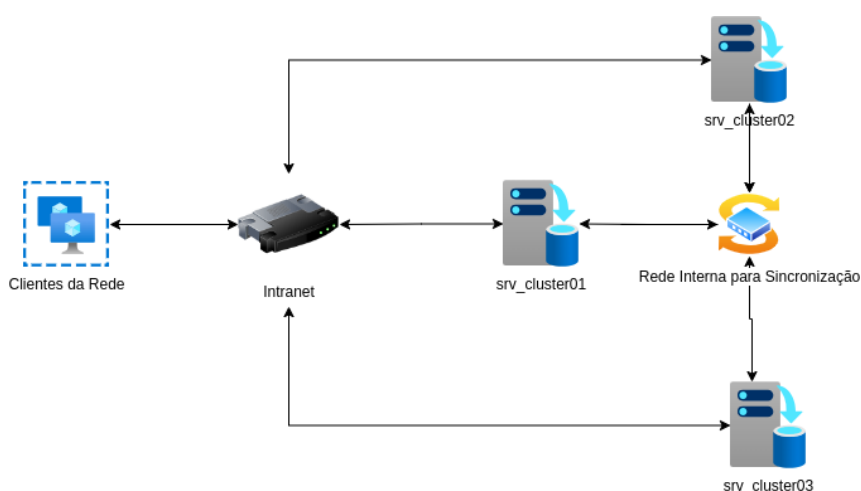 srv_cluster02
Clientes da Rede
Intranet
srv_cluster01
Rede Interna para Sincronização
srv_cluster03